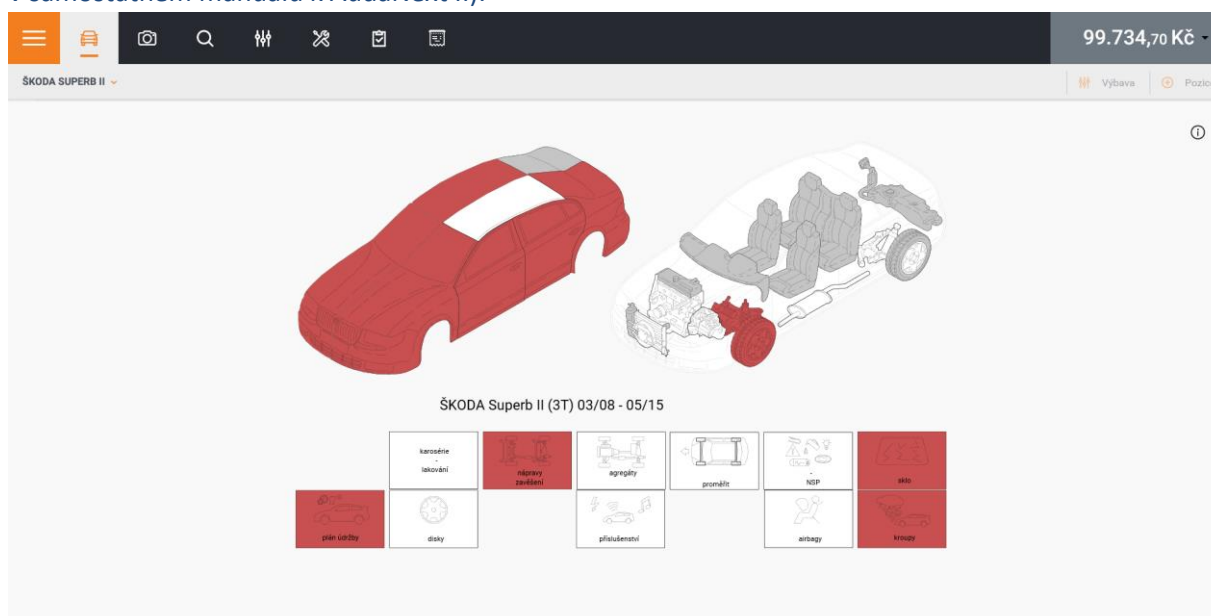 99.734,70 Kč
ŠKODA SUPERB II
Výbava
ŠKODA Superb II (3T) 03/08 - 05/15
karosérie
-
lakování
nápravy
zavěšení
agregáty
proměřit
-
NSP
sklo
plán údržby
disky
příslušenství
airbagy
kroupy